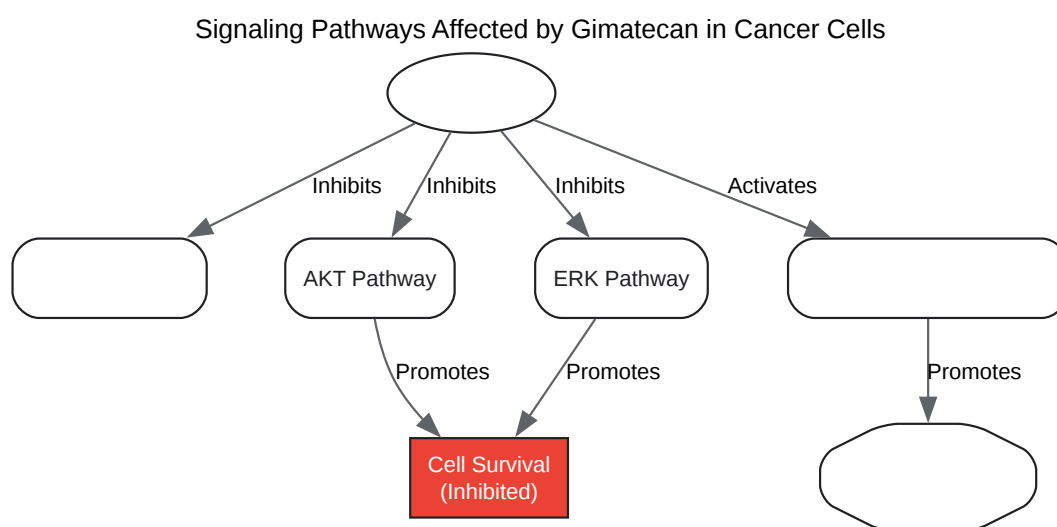 Signaling Pathways Affected by Gimatecan in Cancer Cells
Inhibits
Inhibits
Inhibits
Activates
AKT Pathway
ERK Pathway
Promotes
Promotes
Promotes
Cell Survival
(Inhibited)